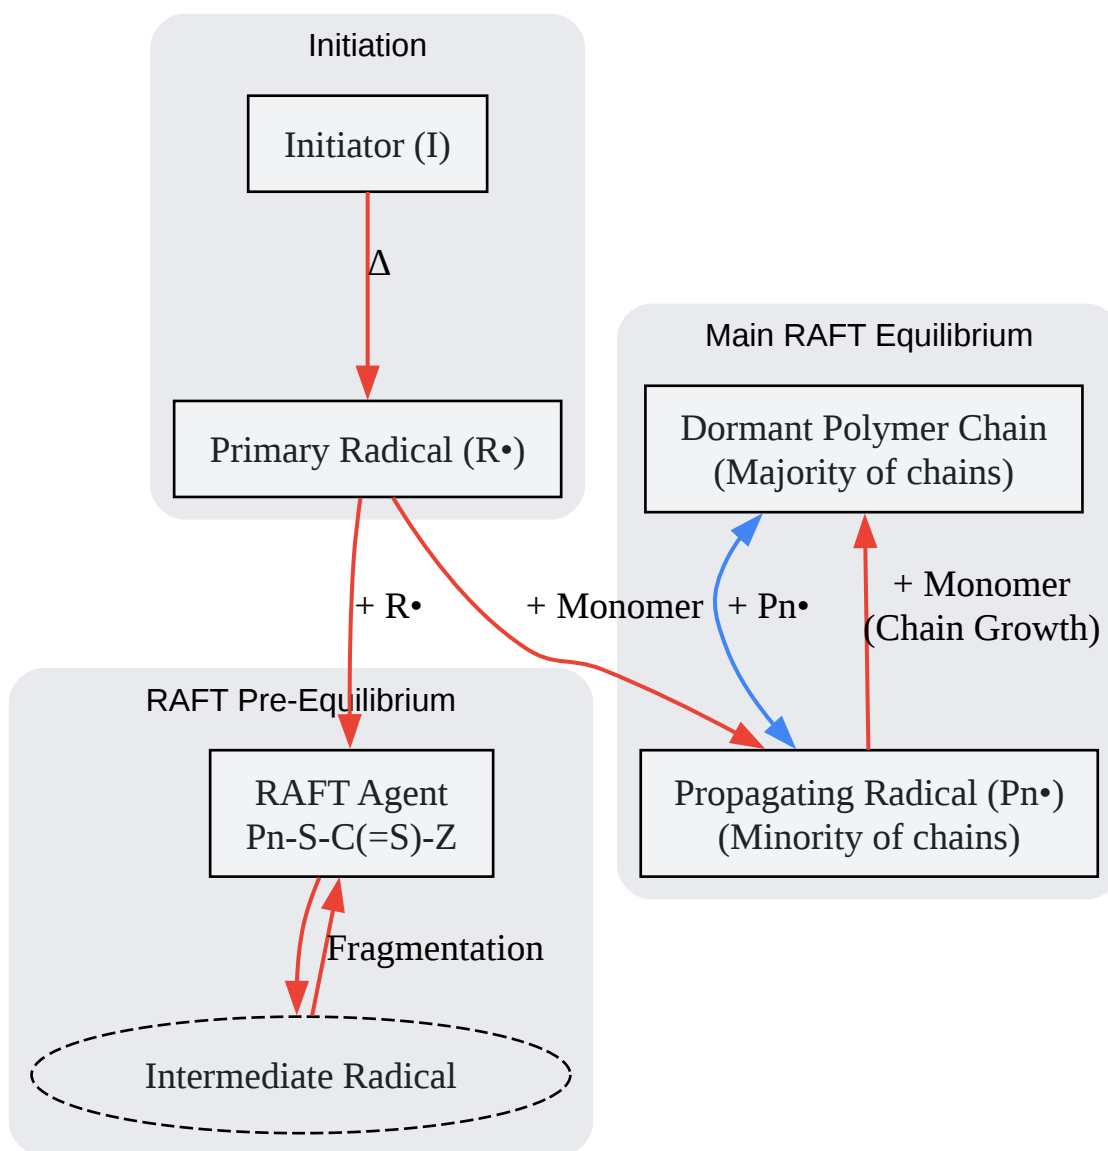 Initiation
Initiator (I)
Δ
Primary Radical (R•)
Main RAFT Equilibrium
Dormant Polymer Chain
(Majority of chains)
+ R•
+ Monomer
+ Pn•
+ Monomer
(Chain Growth)
RAFT Pre-Equilibrium
RAFT Agent
Pn-S-C(=S)-Z
Propagating Radical (Pn•)
(Minority of chains)
Fragmentation
Intermediate Radical